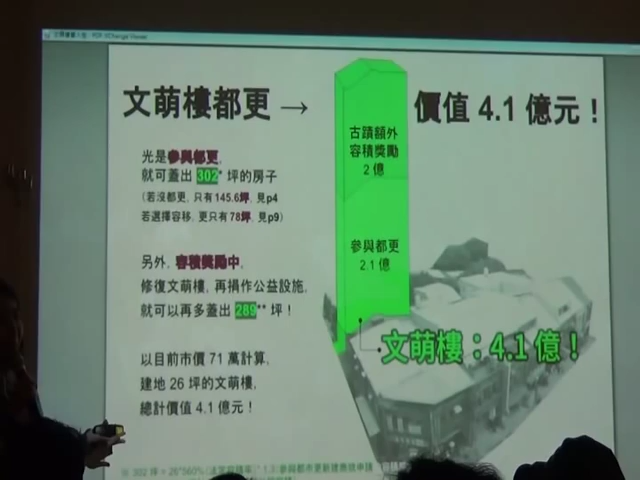 文萌樓都更 → 價值 4.1 億元！
光是參與都更,
就可蓋出 302* 坪的房子
(若沒都更, 只有 145.6坪, 見p4
若選擇容移, 更只有 78坪, 見p9)
另外, 容積獎勵中,
修復文萌樓, 再捐作公益設施,
就可以再多蓋出 289** 坪！
以目前市價 71 萬計算,
建地 26 坪的文萌樓,
總計價值 4.1 億元！
古蹟額外
容積獎勵
2 億
參與都更
2.1 億
文萌樓：4.1 億！